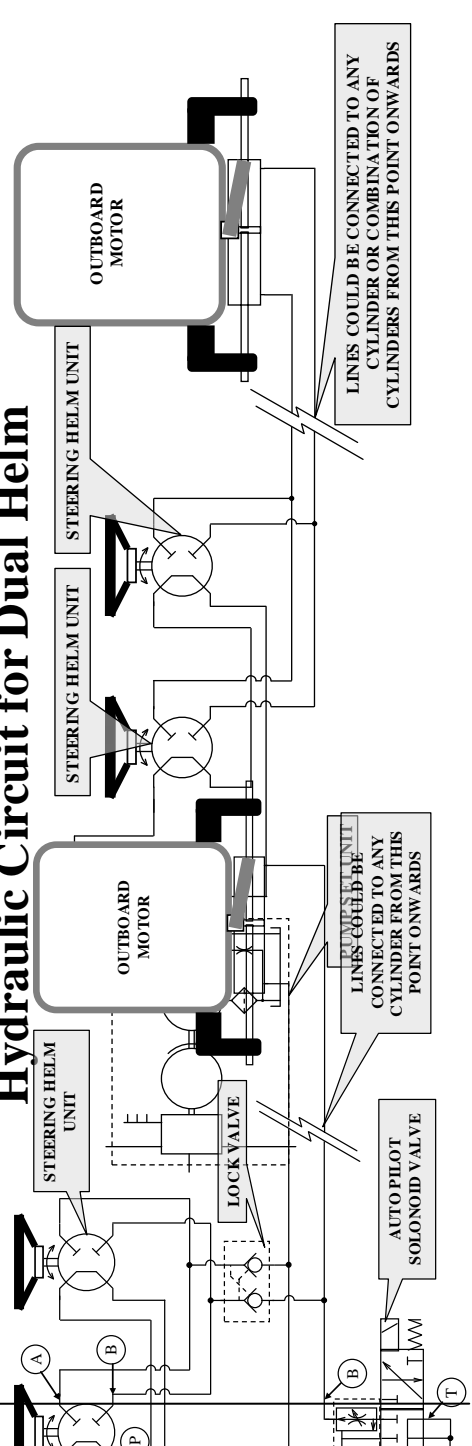 Hydraulic Circuit for Dual Helm
OUTBOARD
MOTOR
STEERING HELM UNIT
LINES COULD BE CONNECTED TO ANY
CYLINDER OR COMBINATION OF
CYLINDERS FROM THIS POINT ONWARDS
STEERING HELM UNIT
OUTBOARD
MOTOR
PUMP SET UNIT
LINES COULD BE
CONNECTED TO ANY
CYLINDER FROM THIS
POINT ONWARDS
STEERING HELM
UNIT
LOCK VALVE
AUTO PILOT
SOLONOID VALVE
A
B
P
B
T